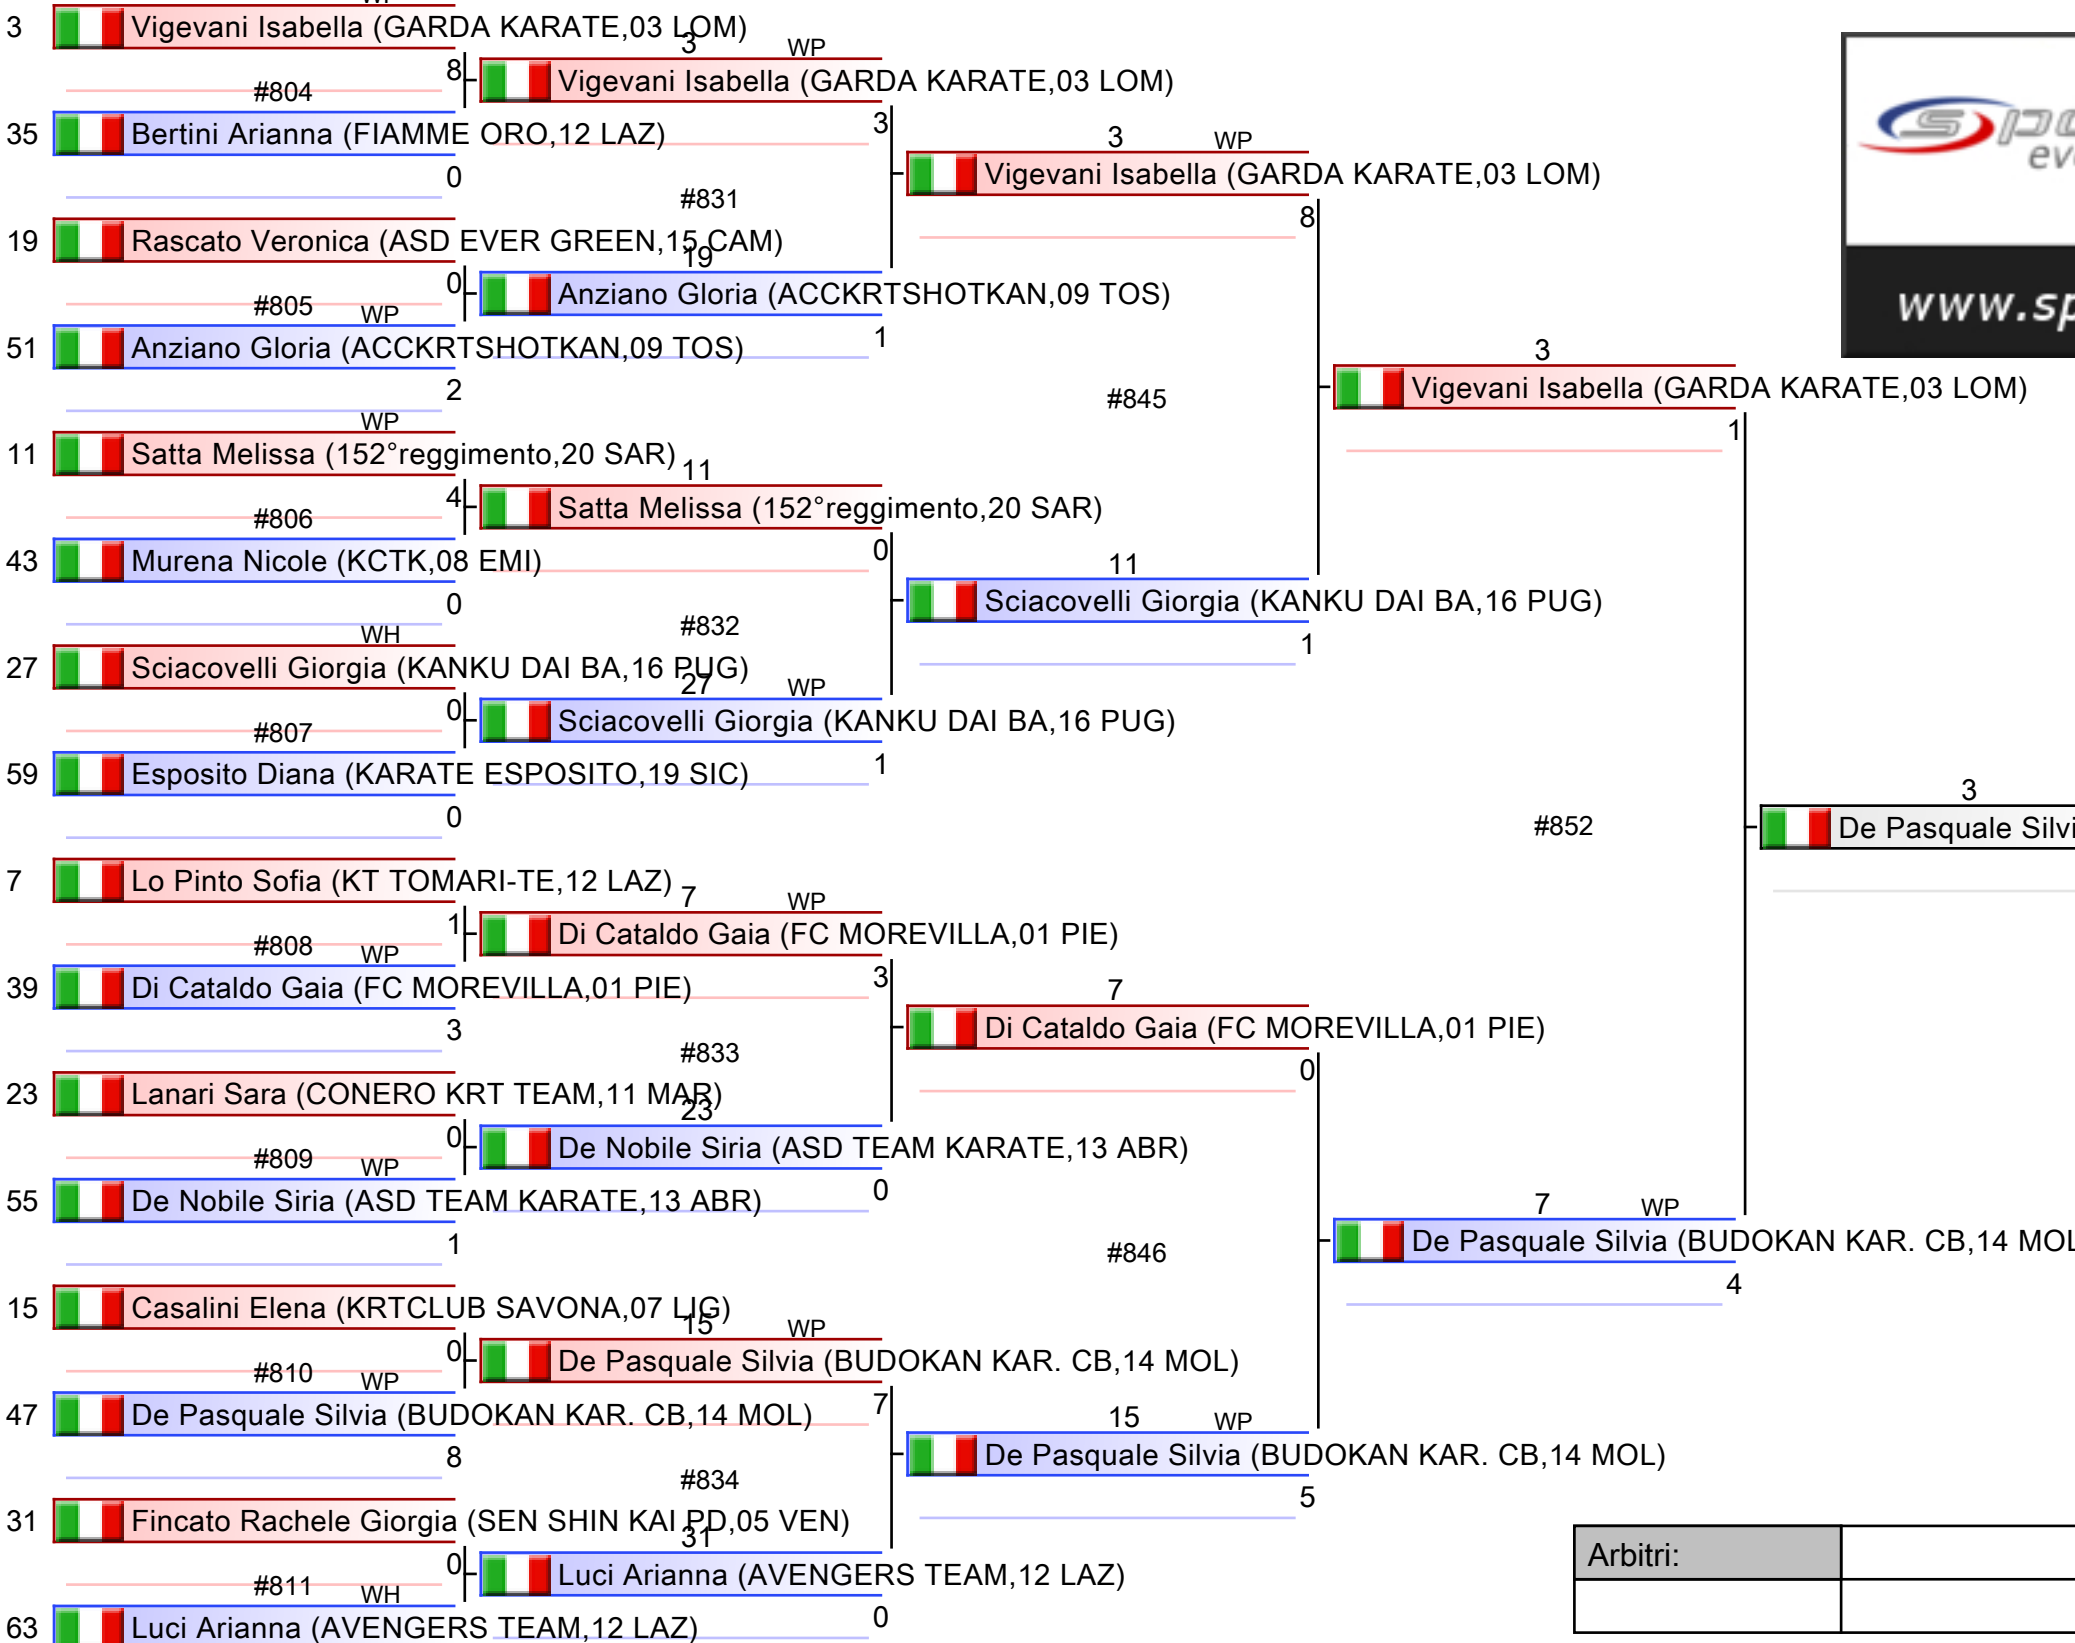 WP
3 Vigevani Isabella (GARDA KARATE,03 LOM)
8
#804
35 Bertini Arianna (FIAMME ORO,12 LAZ)
0
19 Rascato Veronica (ASD EVER GREEN,15 CAM)
0
#805 WP
51 Anziano Gloria (ACCKRTSHOTKAN,09 TOS)
2
WP
11 Satta Melissa (152°reggimento,20 SAR)
4
#806
43 Murena Nicole (KCTK,08 EMI)
0
WH
27 Sciacovelli Giorgia (KANKU DAI BA,16 PUG)
0
#807
59 Esposito Diana (KARATE ESPOSITO,19 SIC)
0
7 Lo Pinto Sofia (KT TOMARI-TE,12 LAZ)
1
#808 WP
39 Di Cataldo Gaia (FC MOREVILLA,01 PIE)
3
23 Lanari Sara (CONERO KRT TEAM,11 MAR)
0
#809 WP
55 De Nobile Siria (ASD TEAM KARATE,13 ABR)
1
15 Casalini Elena (KRTCLUB SAVONA,07 LIG)
0
#810 WP
47 De Pasquale Silvia (BUDOKAN KAR. CB,14 MOL)
8
31 Fincato Rachele Giorgia (SEN SHIN KAI PD,05 VEN)
0
#811 WH
63 Luci Arianna (AVENGERS TEAM,12 LAZ)
3 WP
Vigevani Isabella (GARDA KARATE,03 LOM)
3
#831
19
Anziano Gloria (ACCKRTSHOTKAN,09 TOS)
1
11
Satta Melissa (152°reggimento,20 SAR)
0
#832
27 WP
Sciacovelli Giorgia (KANKU DAI BA,16 PUG)
1
7 WP
Di Cataldo Gaia (FC MOREVILLA,01 PIE)
3
#833
23
De Nobile Siria (ASD TEAM KARATE,13 ABR)
0
15 WP
De Pasquale Silvia (BUDOKAN KAR. CB,14 MOL)
7
#834
31
Luci Arianna (AVENGERS TEAM,12 LAZ)
0
3 WP
Vigevani Isabella (GARDA KARATE,03 LOM)
8
#845
11
Sciacovelli Giorgia (KANKU DAI BA,16 PUG)
1
7
Di Cataldo Gaia (FC MOREVILLA,01 PIE)
0
#846
15 WP
De Pasquale Silvia (BUDOKAN KAR. CB,14 MOL)
5
3
Vigevani Isabella (GARDA KARATE,03 LOM)
1
#852
7 WP
De Pasquale Silvia (BUDOKAN KAR. CB,14 MOL
4
3
De Pasquale Silvi
www.sp
Arbitri: